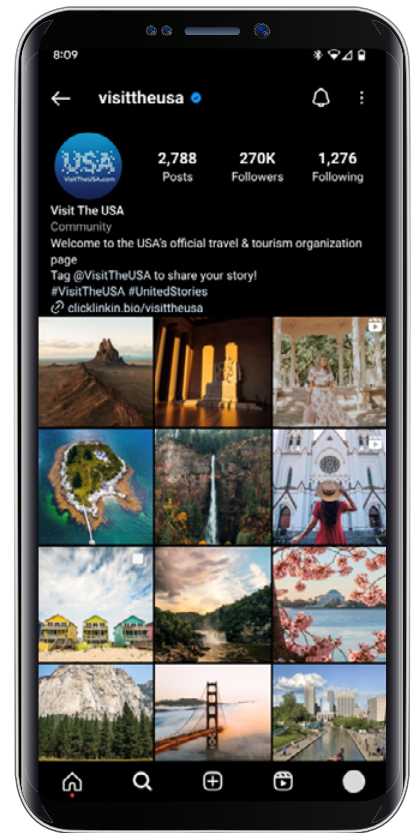 8:09
visittheusa
USA
VisitTheUSA.com
2,788 270K 1,276
Posts Followers Following
Visit The USA
Community
Welcome to the USA's official travel & tourism organization
page
Tag @VisitTheUSA to share your story!
#VisitTheUSA #UnitedStories
clicklinkin.bio/visittheusa